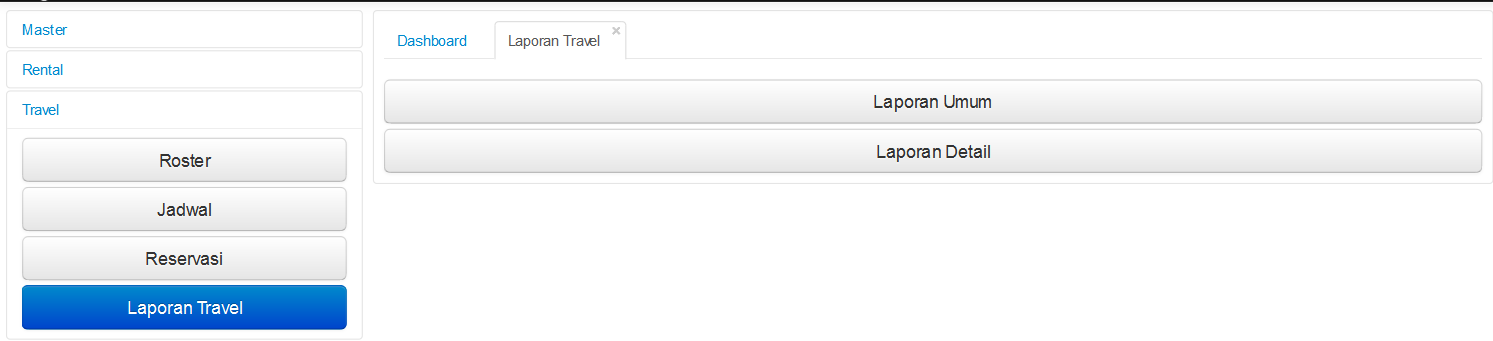 Master
Rental
Travel
Roster
Jadwal
Reservasi
Laporan Travel
Dashboard
Laporan Travel ×
Laporan Umum
Laporan Detail